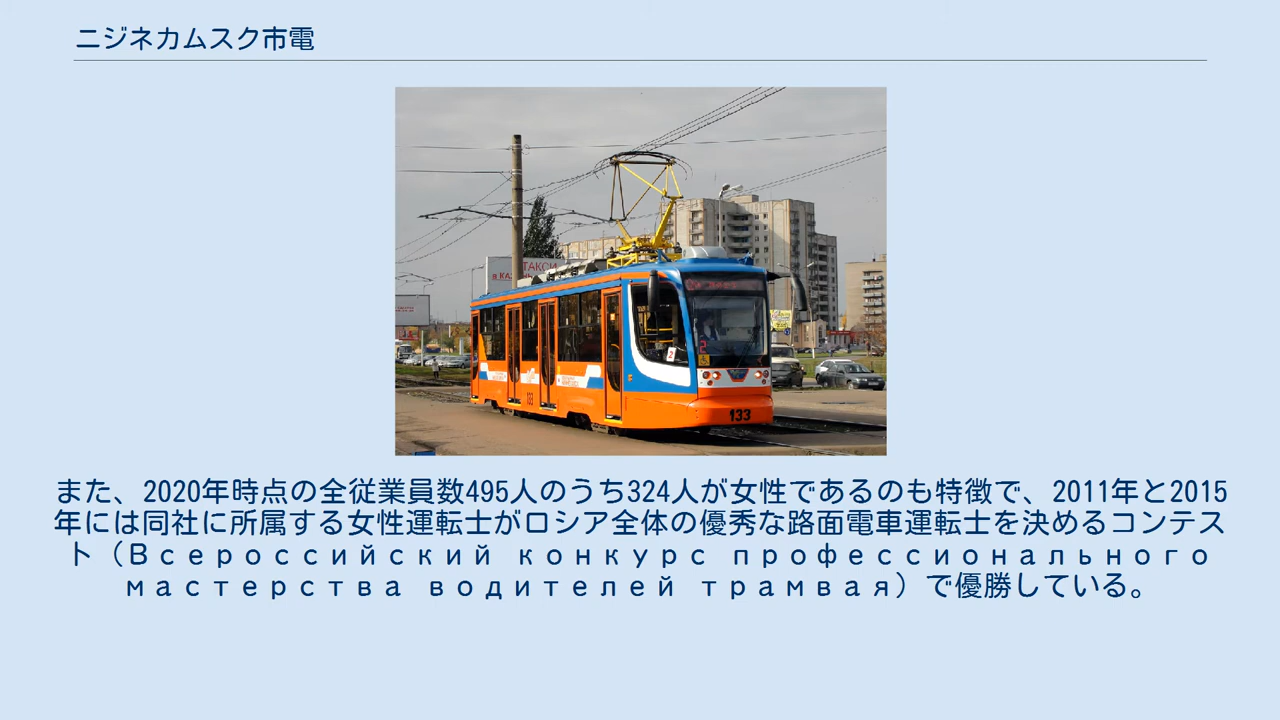 ニジネカムスク市電
ТАКСИ
133
また、2020年時点の全従業員数495人のうち324人が女性であるのも特徴で、2011年と2015
年には同社に所属する女性運転士がロシア全体の優秀な路面電車運転士を決めるコンテス
ト（Всероссийский конкурс профессионального
мастерства водителей трамвая）で優勝している。